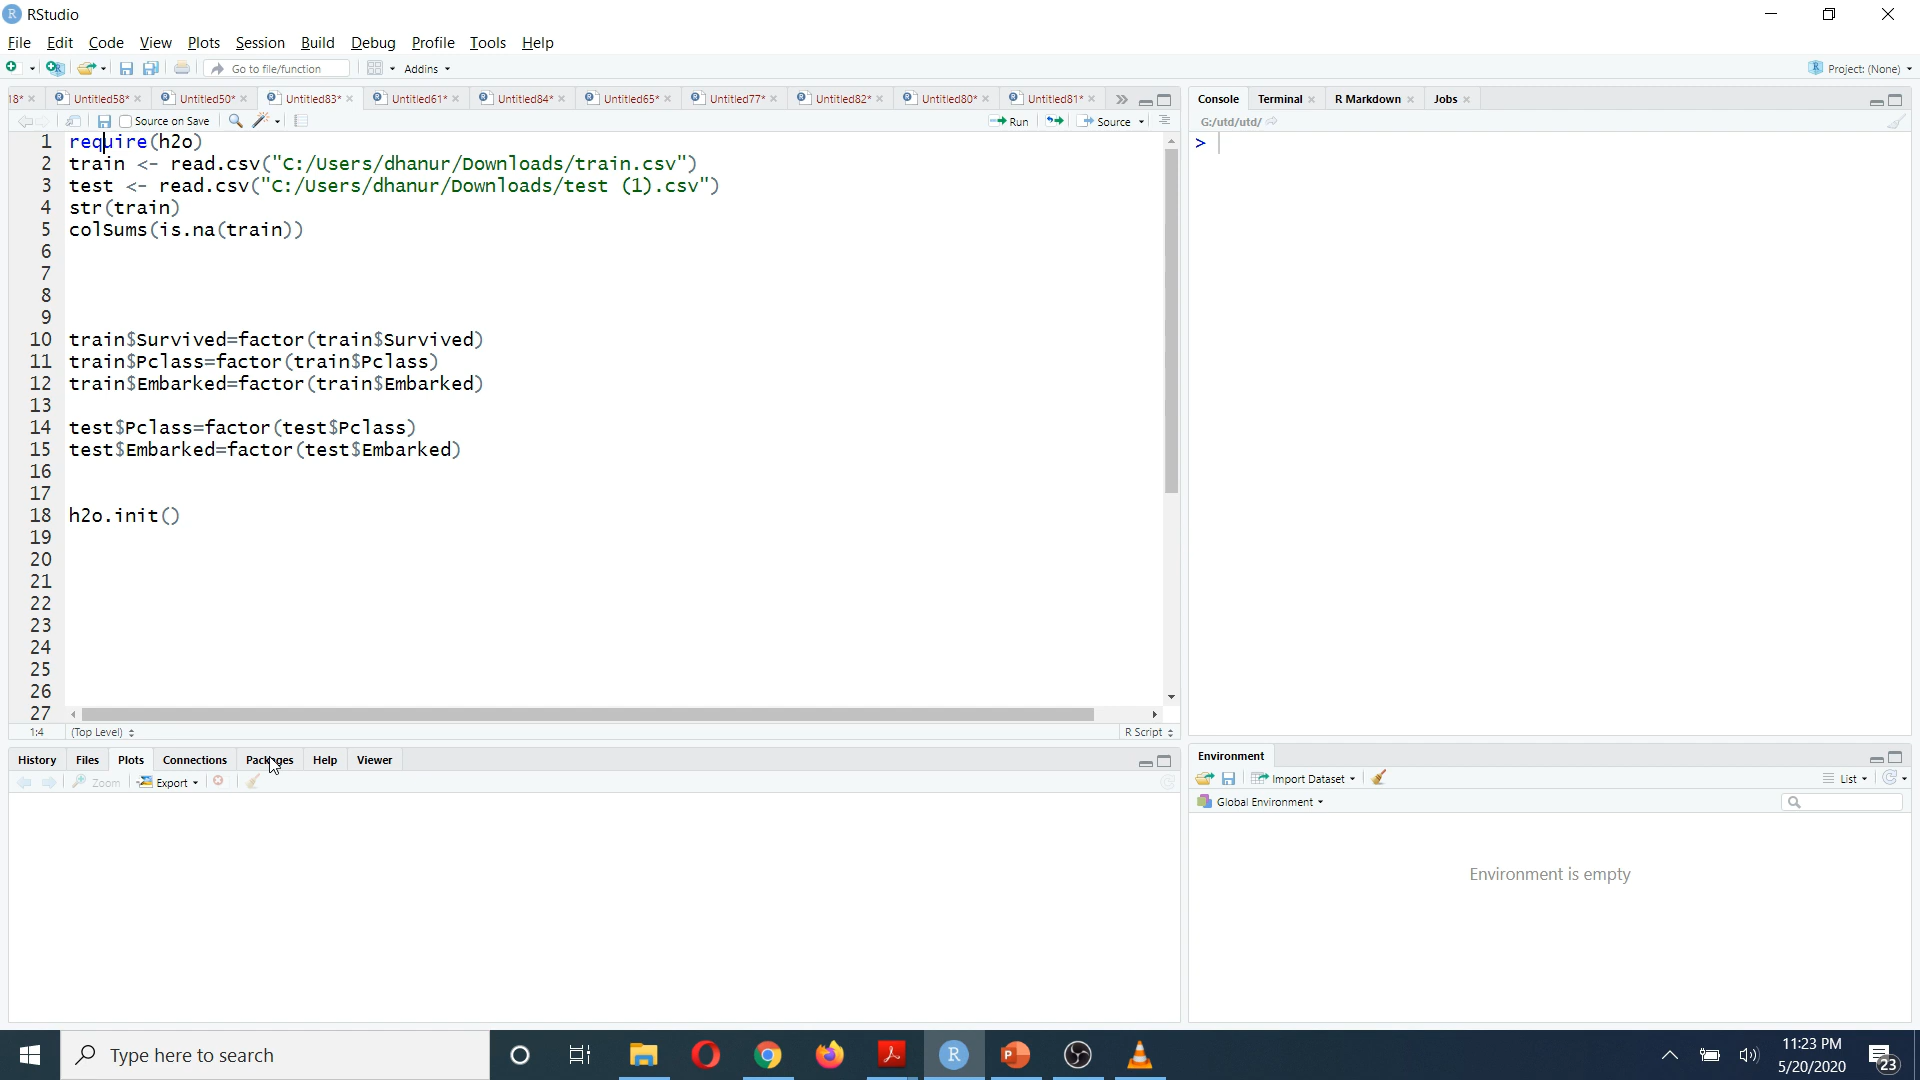 RStudio
File Edit Code View Plots Session Build Debug Profile Tools Help
Go to file/function Addins Project: (None)
18* Untitled58* Untitled50* Untitled83* Untitled61* Untitled84* Untitled65* Untitled77* Untitled82* Untitled80* Untitled81*
Source on Save Run Source
1 require(h2o)
2 train <- read.csv("C:/Users/dhanur/Downloads/train.csv")
3 test <- read.csv("C:/Users/dhanur/Downloads/test (1).csv")
4 str(train)
5 colSums(is.na(train))
6
7
8
9
10 train$Survived=factor(train$Survived)
11 train$Pclass=factor(train$Pclass)
12 train$Embarked=factor(train$Embarked)
13
14 test$Pclass=factor(test$Pclass)
15 test$Embarked=factor(test$Embarked)
16
17
18 h2o.init()
19
20
21
22
23
24
25
26
27
1:4 (Top Level) R Script
Console Terminal R Markdown Jobs
G:/utd/utd/
>
History Files Plots Connections Packages Help Viewer
Zoom Export
Environment
Import Dataset List
Global Environment
Environment is empty
Type here to search
11:23 PM
5/20/2020
23